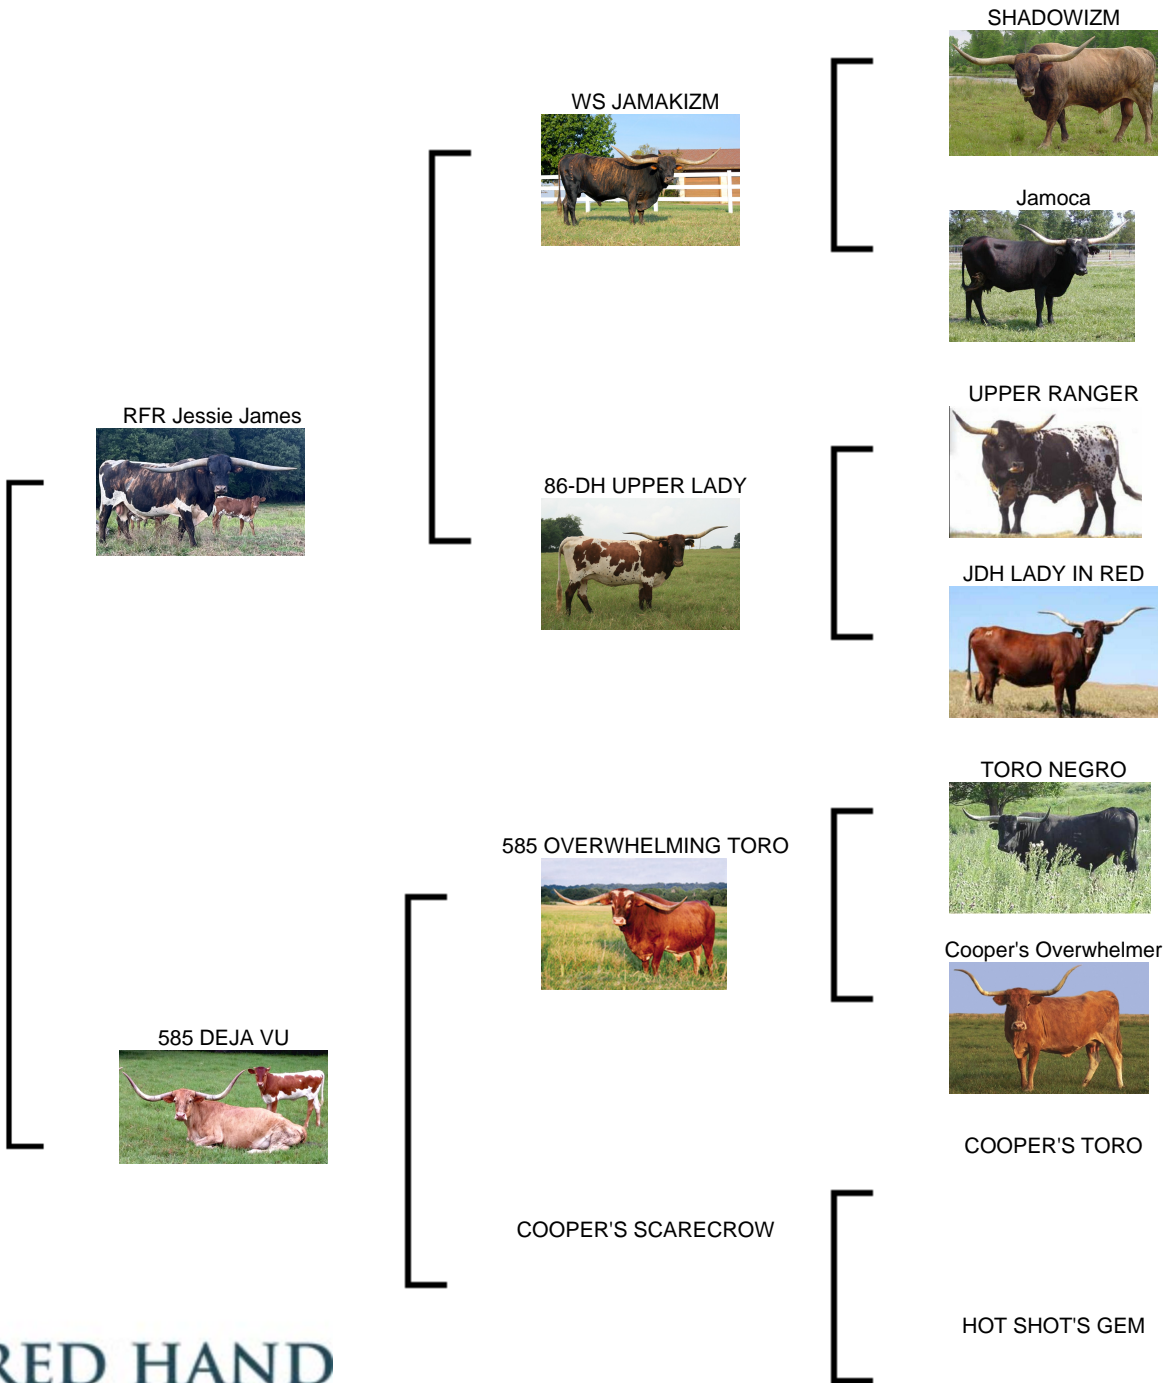 SHADOWIZM
WS JAMAKIZM
Jamoca
UPPER RANGER
RFR Jessie James
86-DH UPPER LADY
JDH LADY IN RED
TORO NEGRO
585 OVERWHELMING TORO
Cooper's Overwhelmer
585 DEJA VU
COOPER'S TORO
COOPER'S SCARECROW
HOT SHOT'S GEM
RED HAND